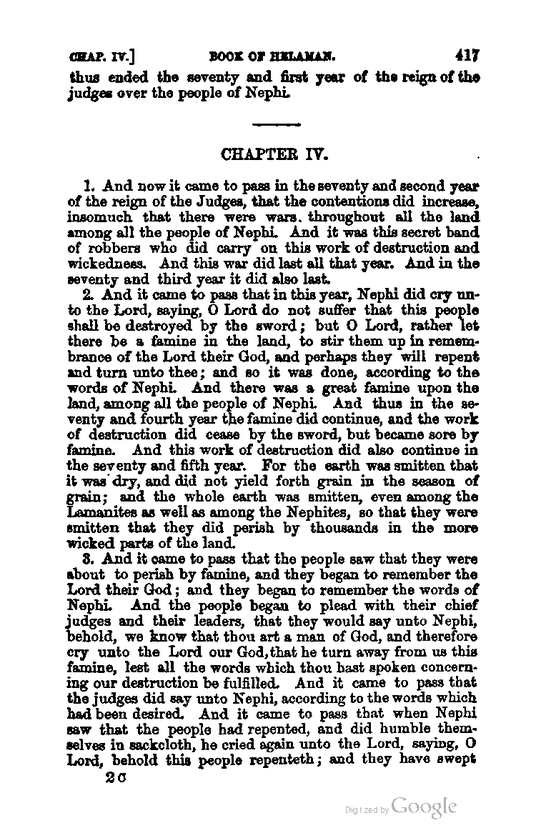 CHAP. IV.] BOOK OF HELAMAN. 417
thus ended the seventy and first year of the reign of the
judges over the people of Nephi.
CHAPTER IV.
1. And now it came to pass in the seventy and second year
of the reign of the Judges, that the contentions did increase,
insomuch that there were wars. throughout all the land
among all the people of Nephi. And it was this secret band
of robbers who did carry on this work of destruction and
wickedness. And this war did last all that year. And in the
seventy and third year it did also last.
2. And it came to pass that in this year, Nephi did cry un-
to the Lord, saying, O Lord do not suffer that this people
shall be destroyed by the sword; but O Lord, rather let
there be a famine in the land, to stir them up in remem-
brance of the Lord their God, and perhaps they will repent
and turn unto thee; and so it was done, according to the
words of Nephi. And there was a great famine upon the
land, among all the people of Nephi. And thus in the se-
venty and fourth year the famine did continue, and the work
of destruction did cease by the sword, but became sore by
famine. And this work of destruction did also continue in
the seventy and fifth year. For the earth was smitten that
it was dry, and did not yield forth grain in the season of
grain; and the whole earth was smitten, even among the
Lamanites as well as among the Nephites, so that they were
smitten that they did perish by thousands in the more
wicked parts of the land.
3. And it came to pass that the people saw that they were
about to perish by famine, and they began to remember the
Lord their God; and they began to remember the words of
Nephi. And the people began to plead with their chief
judges and their leaders, that they would say unto Nephi,
behold, we know that thou art a man of God, and therefore
cry unto the Lord our God, that he turn away from us this
famine, lest all the words which thou hast spoken concern-
ing our destruction be fulfilled. And it came to pass that
the judges did say unto Nephi, according to the words which
had been desired. And it came to pass that when Nephi
saw that the people had repented, and did humble them-
selves in sackcloth, he cried again unto the Lord, saying, O
Lord, behold this people repenteth; and they have swept
2 C
Digitized by Google